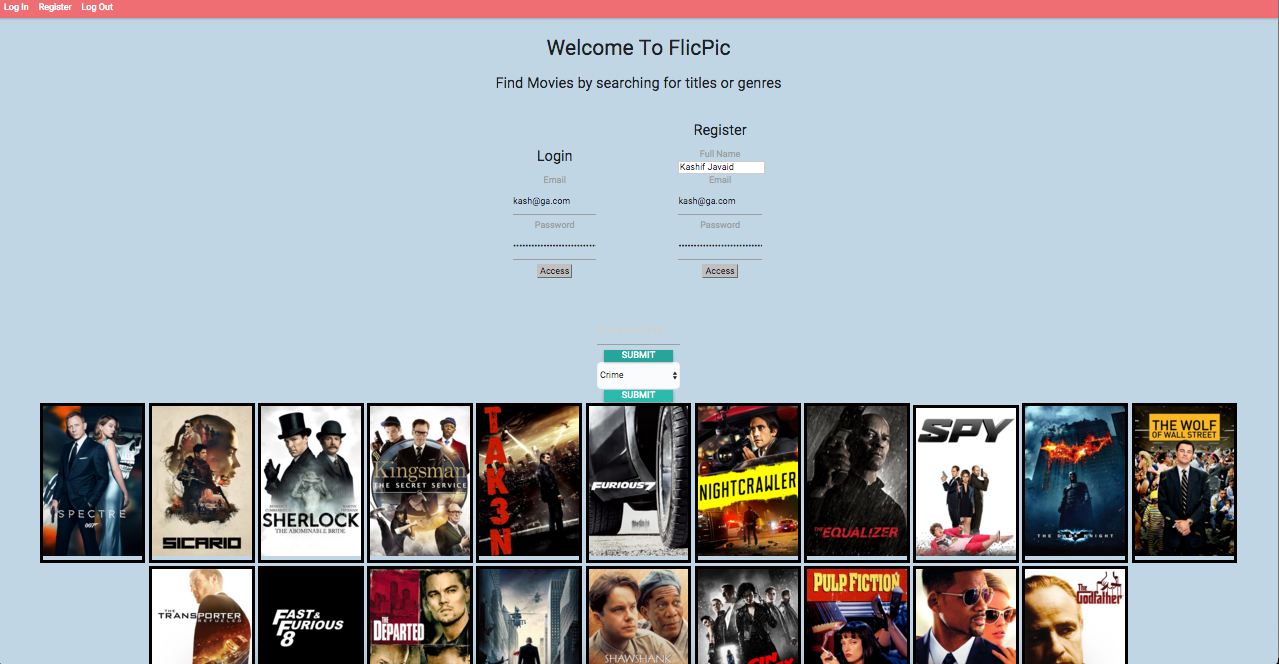 Log In Register Log Out
Welcome To FlicPic
Find Movies by searching for titles or genres
Login
Email
kash@ga.com
Password
Access
Register
Full Name
Kashif Javaid
Email
kash@ga.com
Password
Access
SUBMIT
Crime
SUBMIT
SPECTRE
007
SICARIO
SHERLOCK
THE ABOMINABLE BRIDE
Kingsman
THE SECRET SERVICE
TAK3N
FURIOUS 7
NIGHTCRAWLER
THE EQUALIZER
SPY
THE DARK KNIGHT
THE WOLF
OF WALL STREET
THE
TRANSPORTER
REFUELED
FAST &
FURIOUS
8
THE
DEPARTED
SHAWSHANK
SIN
PULP FICTION
The
Godfather